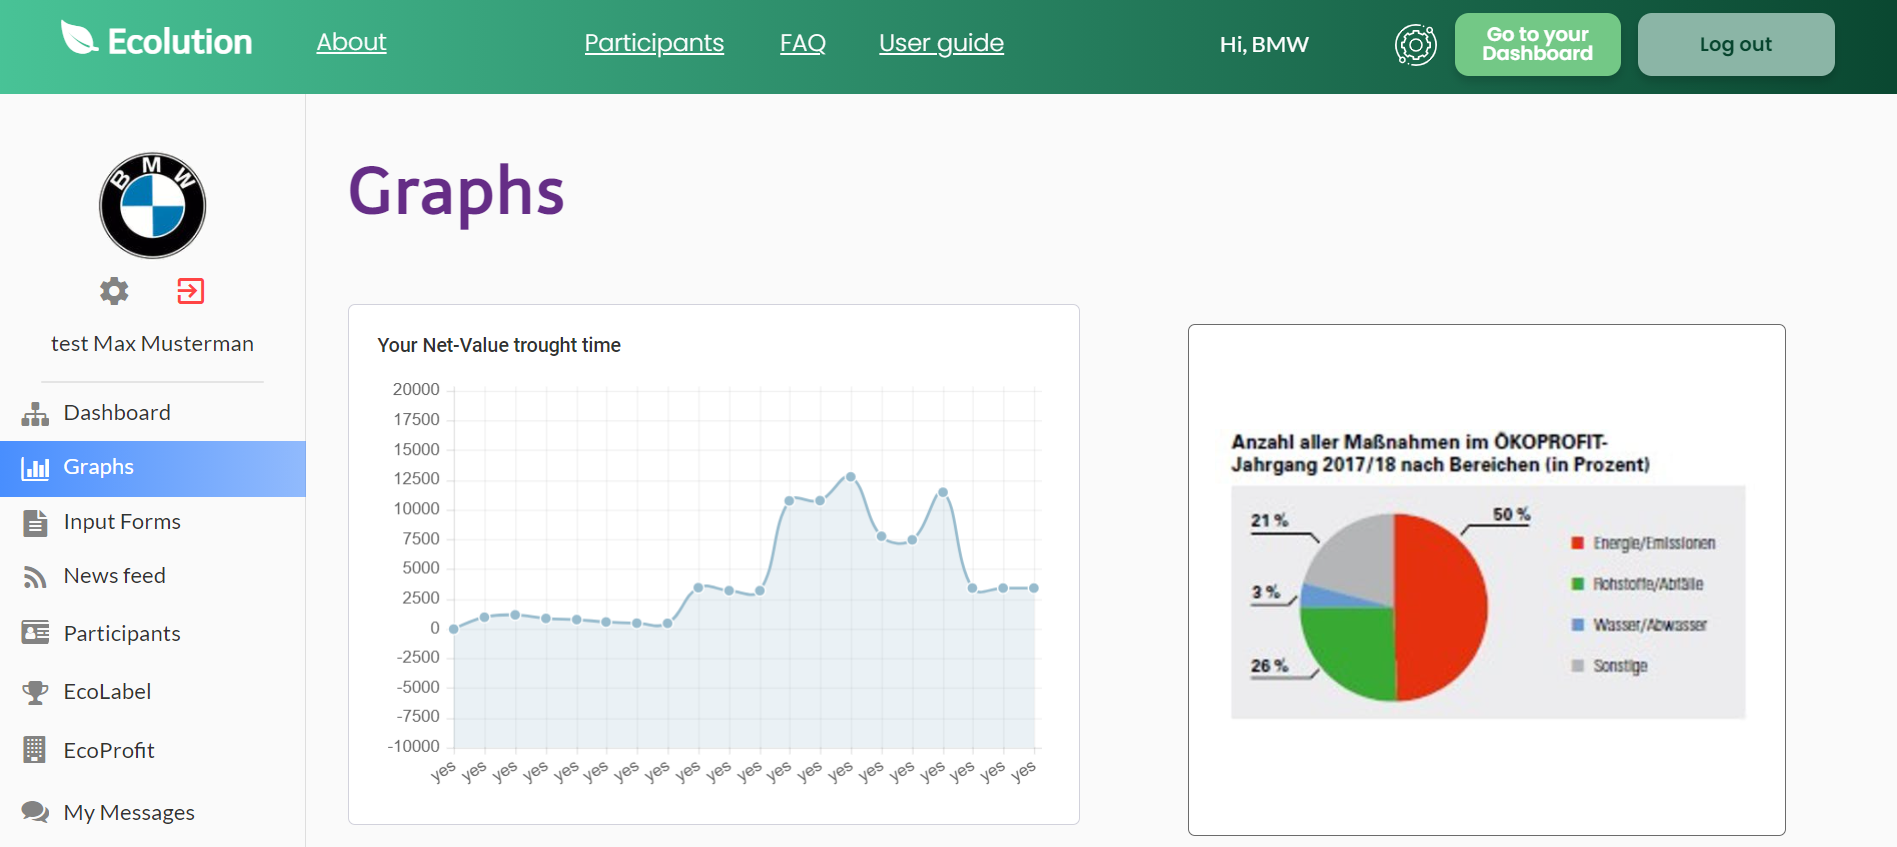 Ecolution
About
Participants
FAQ
User guide
Hi, BMW
Go to your
Dashboard
Log out
BMW
test Max Musterman
Dashboard
Graphs
Input Forms
News feed
Participants
EcoLabel
EcoProfit
My Messages
Graphs
Your Net-Value trought time
20000
17500
15000
12500
10000
7500
5000
2500
0
-2500
-5000
-7500
-10000
yes yes yes yes yes yes yes yes yes yes yes yes yes yes yes yes yes yes yes yes
Anzahl aller Maßnahmen im ÖKOPROFIT-
Jahrgang 2017/18 nach Bereichen (in Prozent)
21 %
50 %
3 %
26 %
Energie/Emissionen
Rohstoffe/Abfälle
Wasser/Abwasser
Sonstige